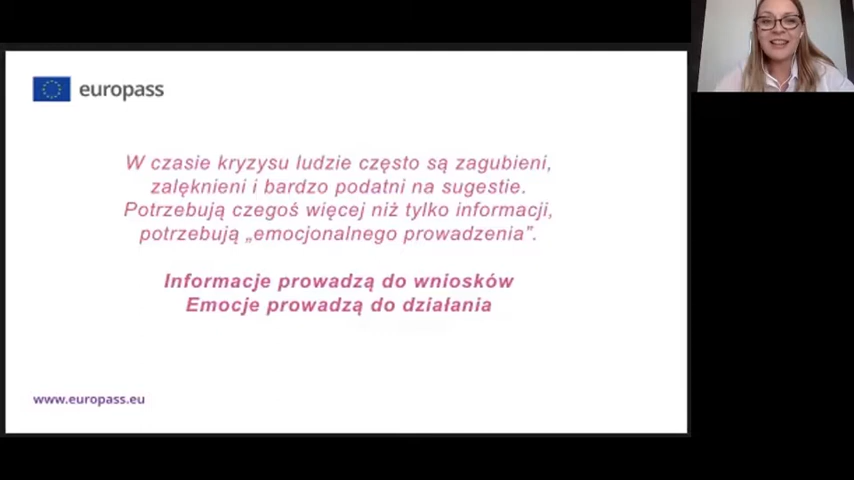 europass
W czasie kryzysu ludzie często są zagubieni,
zalęknieni i bardzo podatni na sugestie.
Potrzebują czegoś więcej niż tylko informacji,
potrzebują „emocjonalnego prowadzenia”.
Informacje prowadzą do wniosków
Emocje prowadzą do działania
www.europass.eu